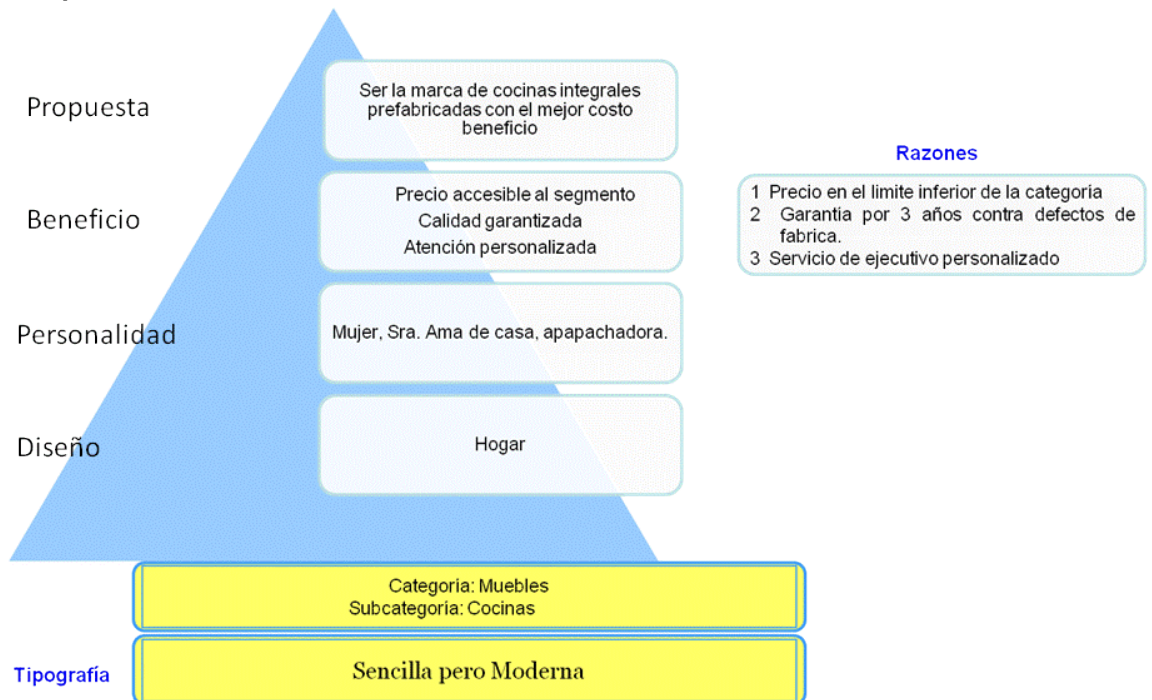 Propuesta
Ser la marca de cocinas integrales
prefabricadas con el mejor costo
beneficio
Razones
Beneficio
Precio accesible al segmento
Calidad garantizada
Atención personalizada
1 Precio en el limite inferior de la categoria
2 Garantia por 3 años contra defectos de
fabrica.
3 Servicio de ejecutivo personalizado
Personalidad
Mujer, Sra. Ama de casa, apapachadora.
Diseño
Hogar
Categoria: Muebles
Subcategoria: Cocinas
Tipografía
Sencilla pero Moderna